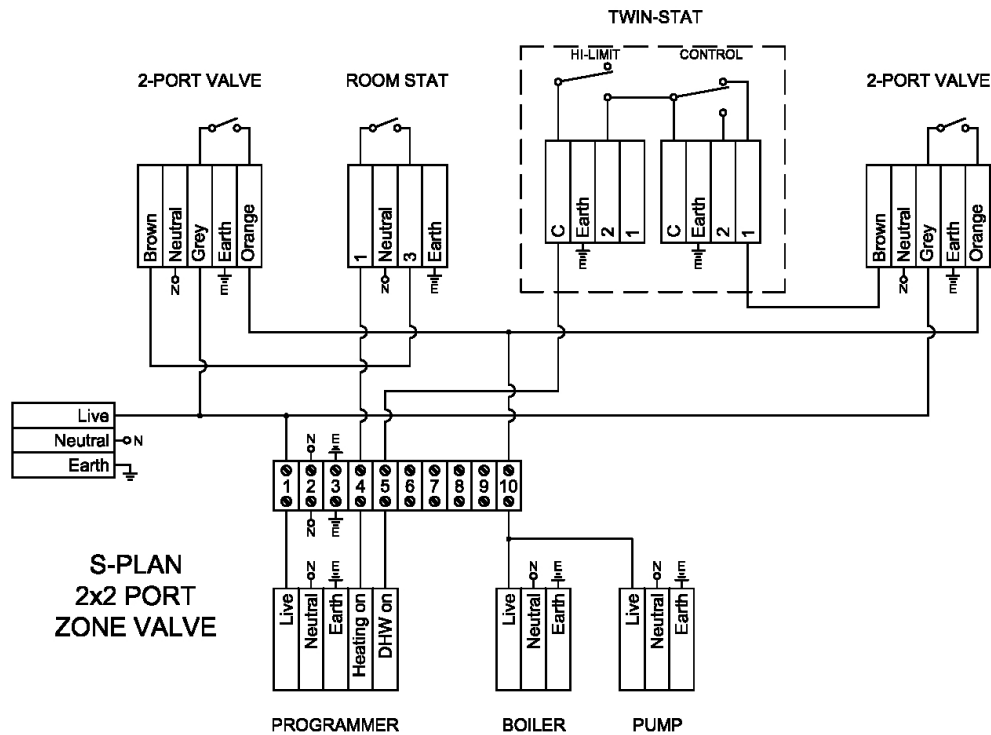 TWIN-STAT
HI-LIMIT
CONTROL
2-PORT VALVE
ROOM STAT
2-PORT VALVE
Brown
Neutral
Grey
Earth
Orange
N
E
1
Neutral
3
Earth
N
E
C
Earth
2
1
E
C
Earth
2
1
E
Brown
Neutral
Grey
Earth
Orange
N
E
Live
Neutral
N
Earth
N
E
1
2
3
4
5
6
7
8
9
10
N
E
S-PLAN
2x2 PORT
ZONE VALVE
N
E
Live
Neutral
Earth
Heating on
DHW on
N
E
Live
Neutral
Earth
N
E
Live
Neutral
Earth
PROGRAMMER
BOILER
PUMP